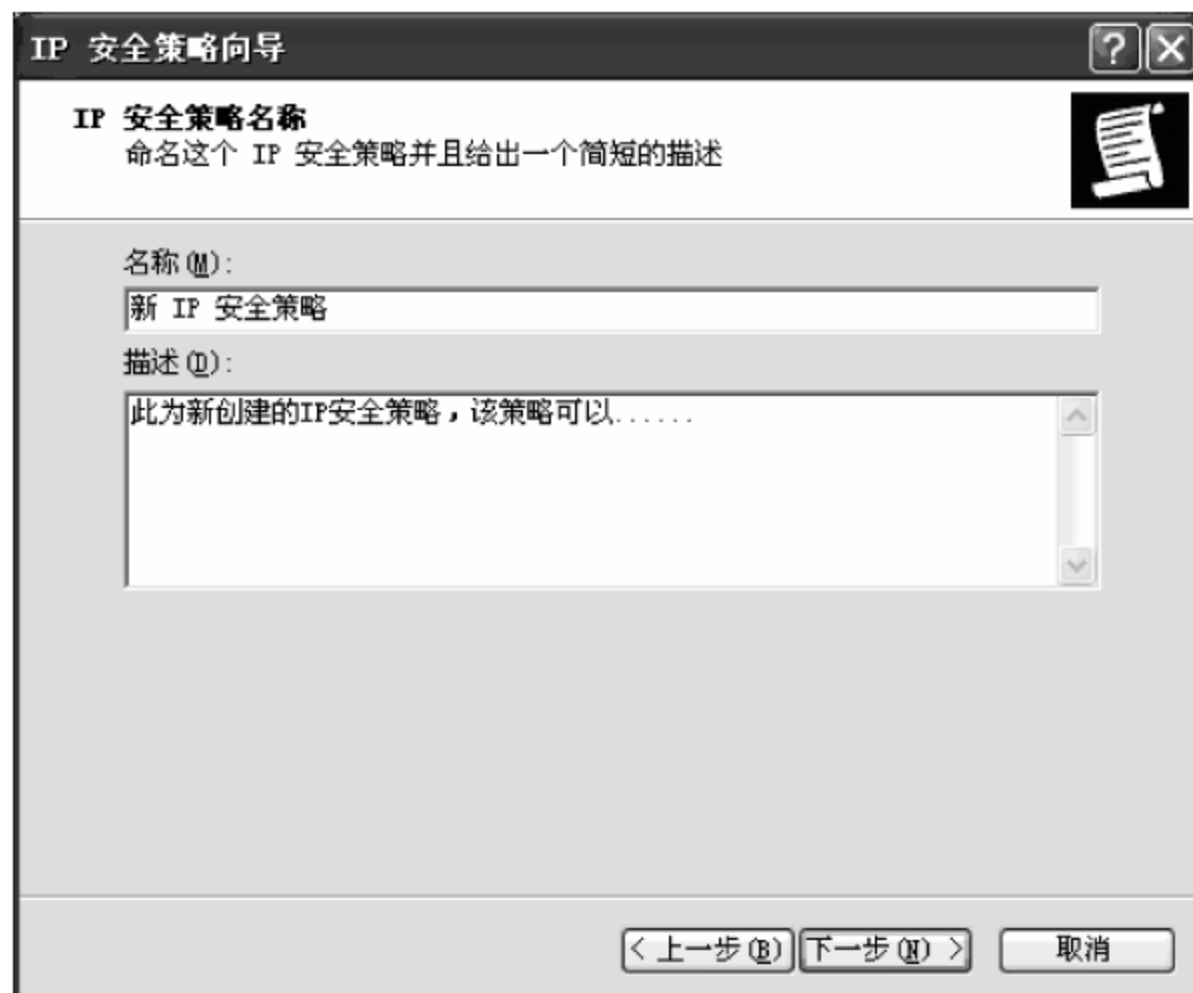 IP 安全策略向导
IP 安全策略名称
命名这个 IP 安全策略并且给出一个简短的描述
名称(M):
新 IP 安全策略
描述(D):
此为新创建的IP安全策略，该策略可以......
< 上一步(B) 下一步(N) > 取消